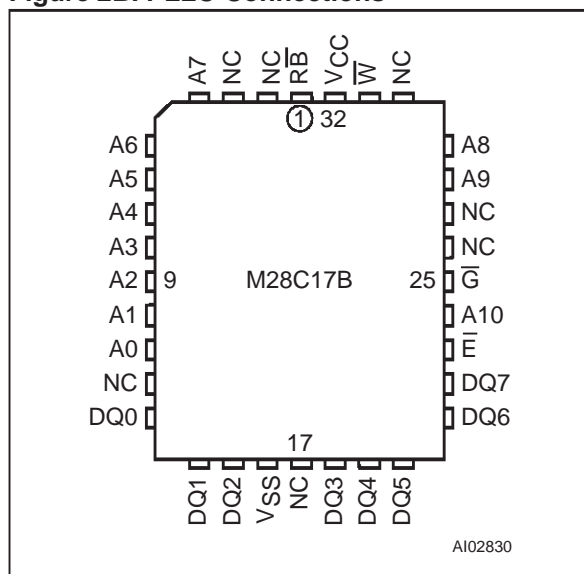 Figure 2B. PLCC Connections
A7
NC
NC
R̅B̅
VCC
W̅
NC
1 32
A6
A5
A4
A3
A2 9
A1
A0
NC
DQ0
M28C17B
A8
A9
NC
NC
25 G̅
A10
E̅
DQ7
DQ6
17
DQ1
DQ2
VSS
NC
DQ3
DQ4
DQ5
AI02830